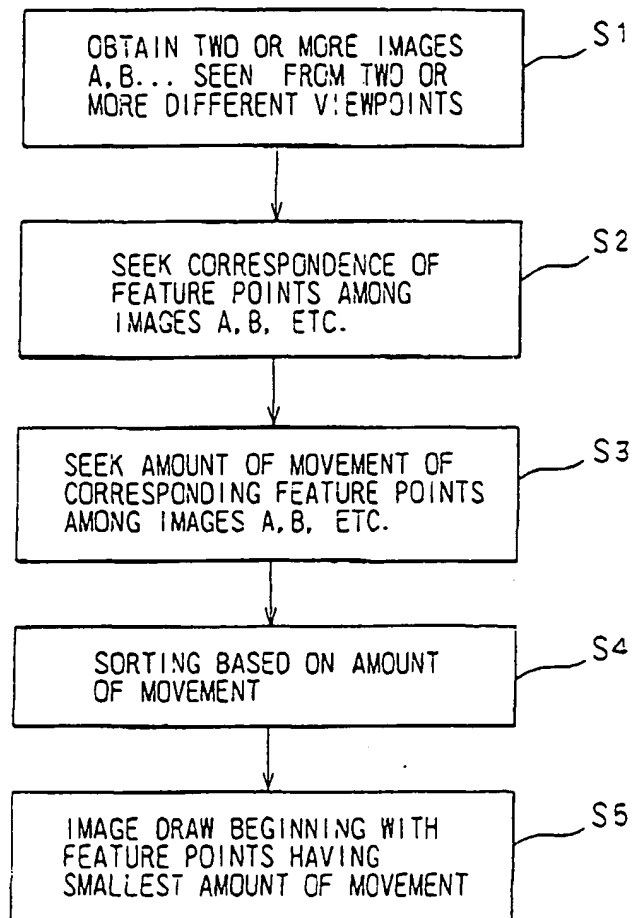 OBTAIN TWO OR MORE IMAGES
A, B... SEEN FROM TWO OR
MORE DIFFERENT VIEWPOINTS
S1
SEEK CORRESPONDENCE OF
FEATURE POINTS AMONG
IMAGES A, B, ETC.
S2
SEEK AMOUNT OF MOVEMENT OF
CORRESPONDING FEATURE POINTS
AMONG IMAGES A, B, ETC.
S3
SORTING BASED ON AMOUNT
OF MOVEMENT
S4
IMAGE DRAW BEGINNING WITH
FEATURE POINTS HAVING
SMALLEST AMOUNT OF MOVEMENT
S5